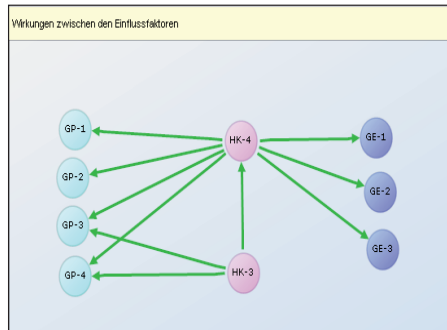 Wirkungen zwischen den Einflussfaktoren
GP-1
HK-4
GE-1
GP-2
GE-2
GP-3
GE-3
GP-4
HK-3